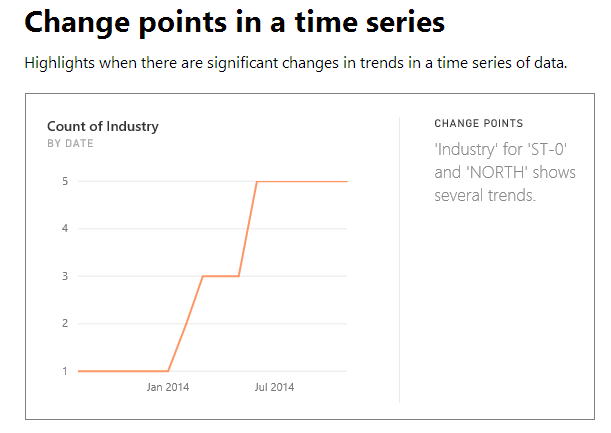 Change points in a time series
Highlights when there are significant changes in trends in a time series of data.
Count of Industry
BY DATE
5
4
3
2
1
Jan 2014
Jul 2014
CHANGE POINTS
'Industry' for 'ST-0'
and 'NORTH' shows
several trends.